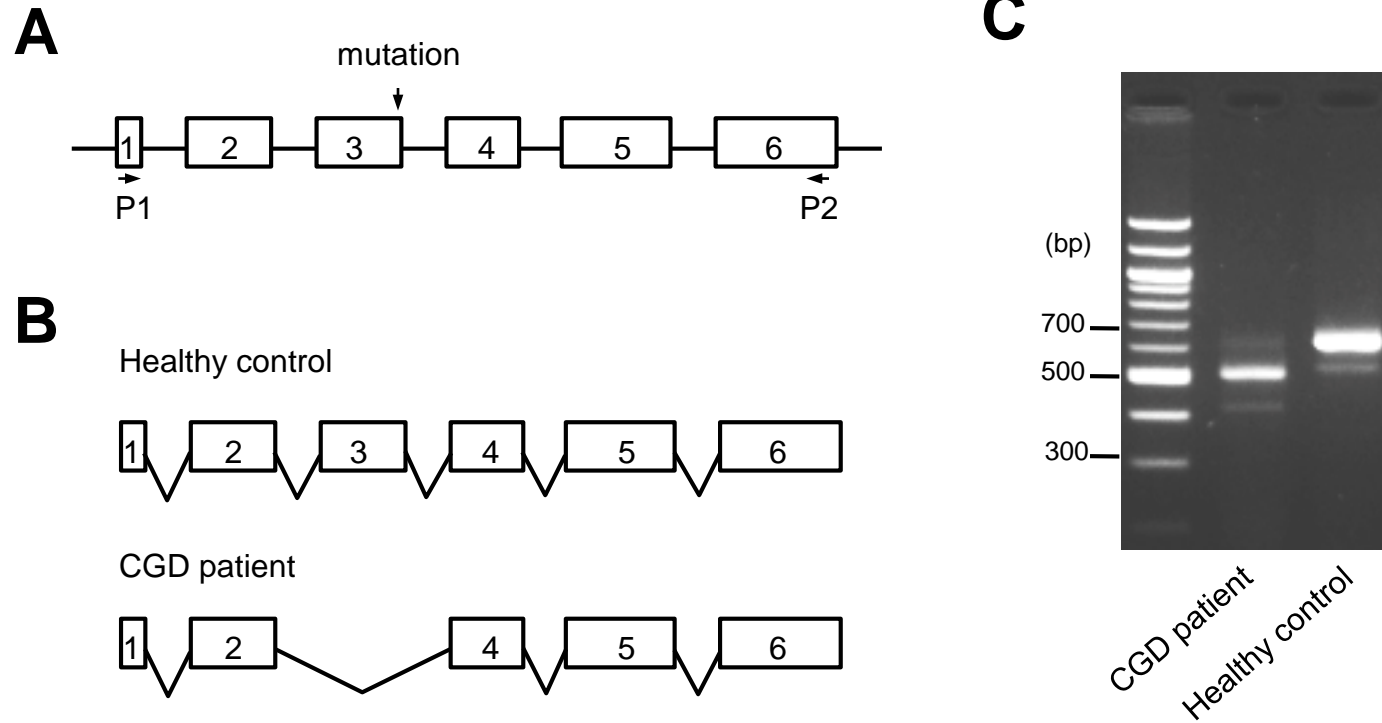 A
mutation
1 2 3 4 5 6
P1 P2
B
Healthy control
1 2 3 4 5 6
CGD patient
1 2 4 5 6
C
(bp)
700
500
300
CGD patient
Healthy control